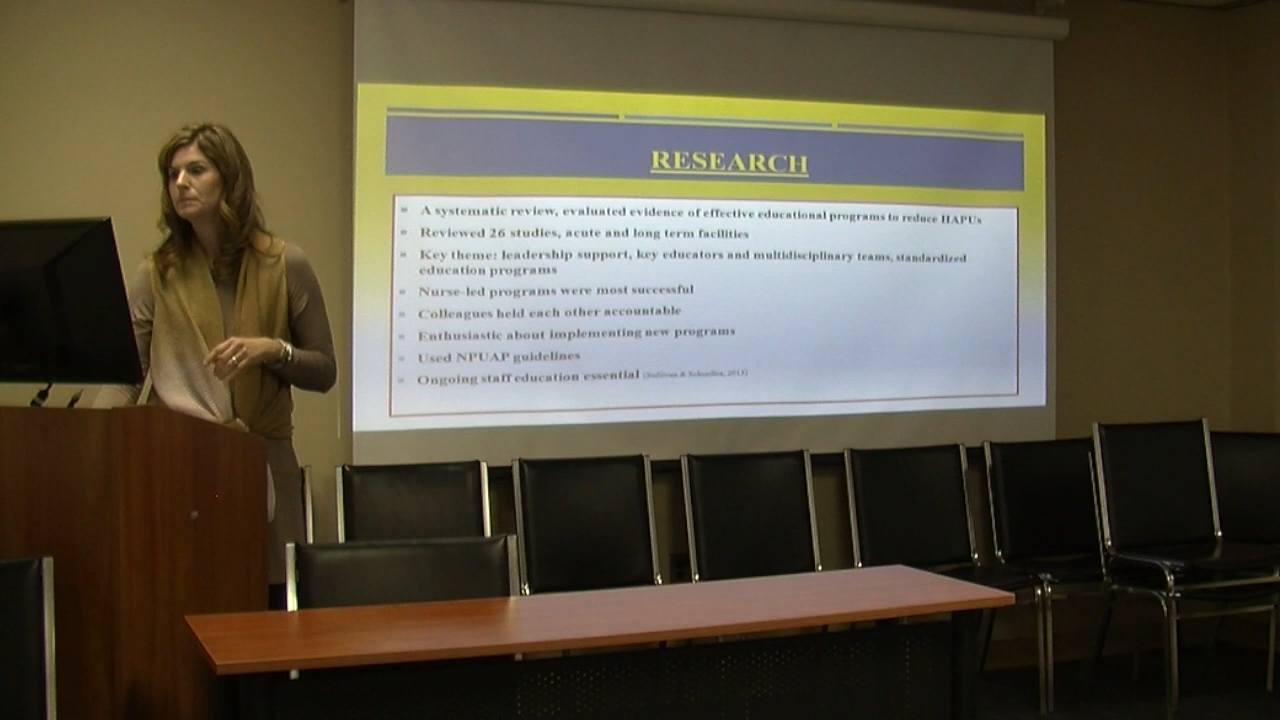 RESEARCH
A systematic review, evaluated evidence of effective educational programs to reduce HAPUs
Reviewed 26 studies, acute and long term facilities
Key theme: leadership support, key educators and multidisciplinary teams, standardized
education programs
Nurse-led programs were most successful
Colleagues held each other accountable
Enthusiastic about implementing new programs
Used NPUAP guidelines
Ongoing staff education essential